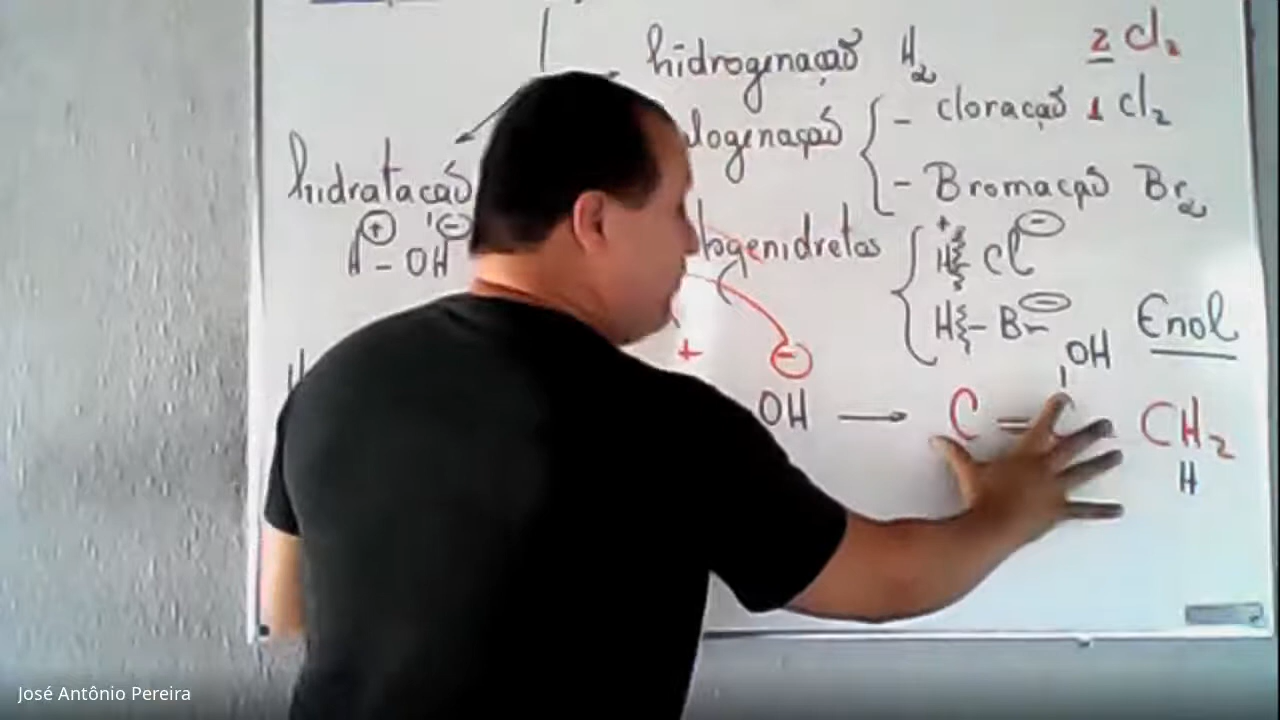 hidrogenação H₂ 2 Cl₂
logenação { - cloração 1 Cl₂
- Bromação Br₂
hidratação
+ -
H - OH
logenidretos { + H Cl -
H - Br -
Enol
OH
+ -
OH → C = C CH₂
H
José Antônio Pereira